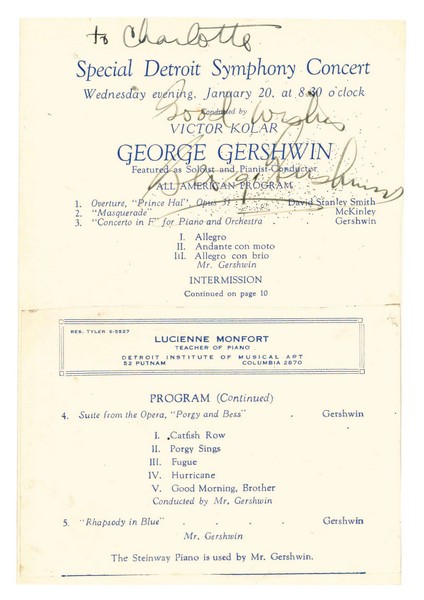 to Charlotte
Special Detroit Symphony Concert
Wednesday evening, January 20, at 8:30 o'clock
Good Wishes
Conducted by
VICTOR KOLAR
GEORGE GERSHWIN
Featured as Soloist and Pianist-Conductor
George Gershwin
ALL AMERICAN PROGRAM
1. Overture, "Prince Hal", Opus 31 David Stanley Smith
2. "Masquerade" McKinley
3. "Concerto in F" for Piano and Orchestra Gershwin
I. Allegro
II. Andante con moto
III. Allegro con brio
Mr. Gershwin
INTERMISSION
Continued on page 10
RES. TYLER 6-5827
LUCIENNE MONFORT
TEACHER OF PIANO
DETROIT INSTITUTE OF MUSICAL ART
52 PUTNAM COLUMBIA 2870
PROGRAM (Continued)
4. Suite from the Opera, "Porgy and Bess" . Gershwin
I. Catfish Row
II. Porgy Sings
III. Fugue
IV. Hurricane
V. Good Morning, Brother
Conducted by Mr. Gershwin
5. "Rhapsody in Blue" . . . . . Gershwin
Mr. Gershwin
The Steinway Piano is used by Mr. Gershwin.